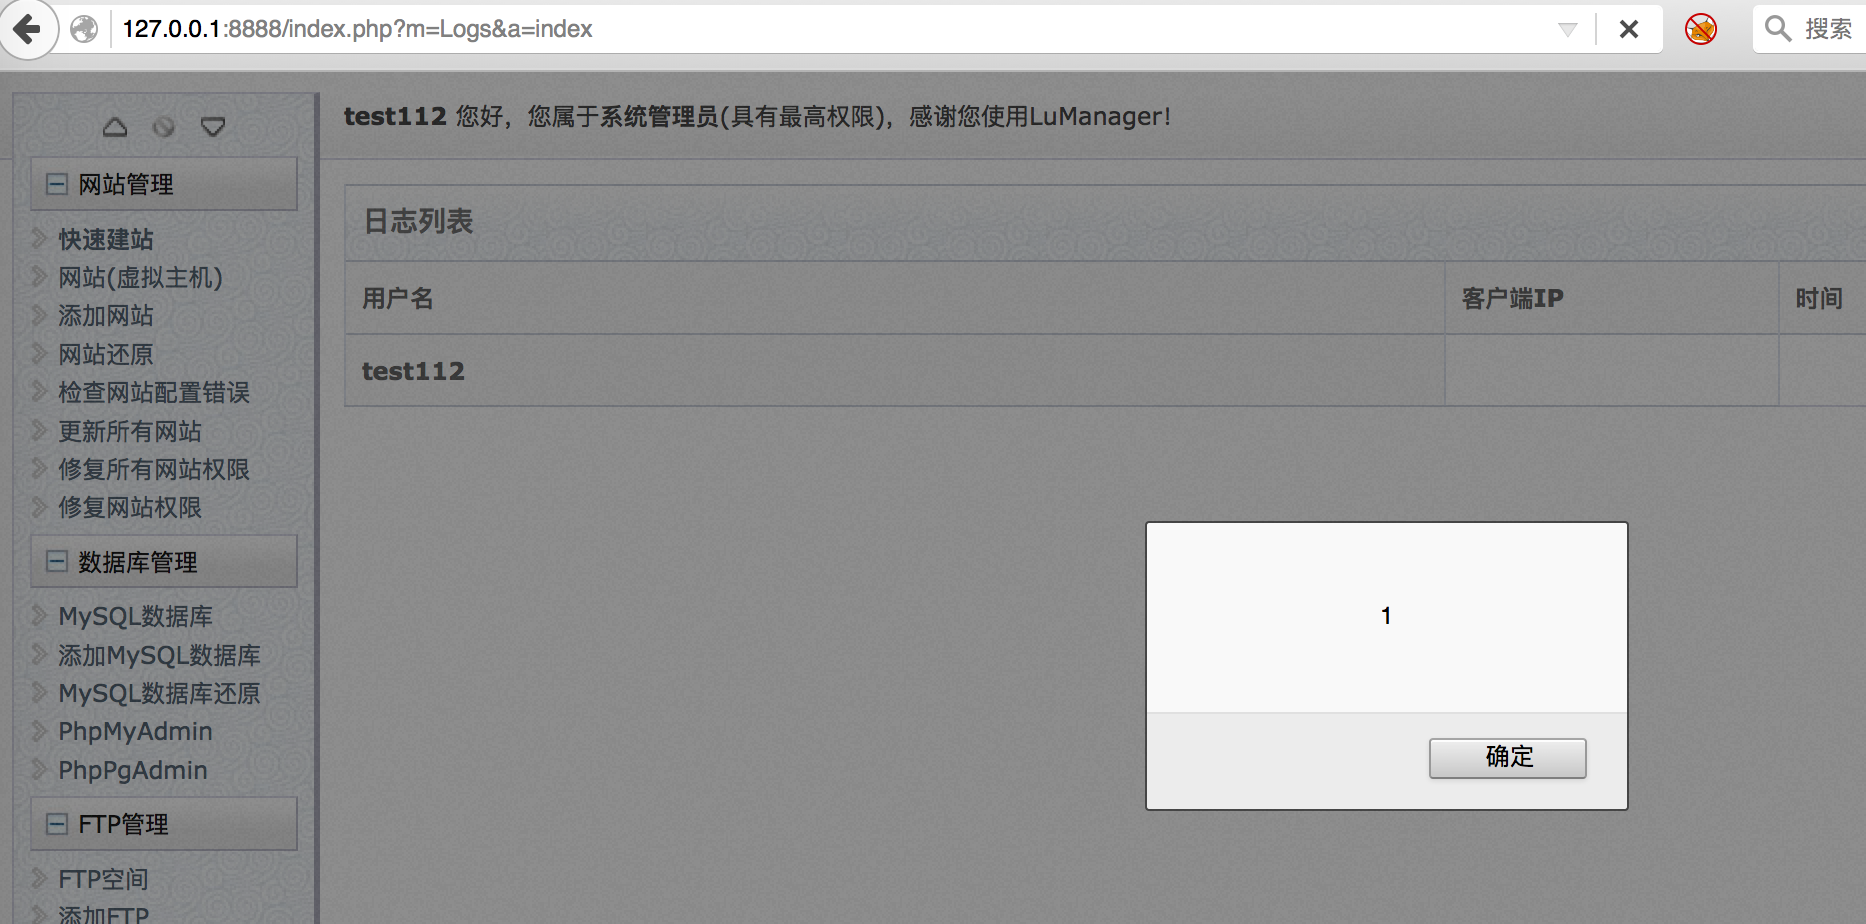 127.0.0.1:8888/index.php?m=Logs&a=index
搜索
test112 您好，您属于系统管理员(具有最高权限)，感谢您使用LuManager！
网站管理
快速建站
网站(虚拟主机)
添加网站
网站还原
检查网站配置错误
更新所有网站
修复所有网站权限
修复网站权限
数据库管理
MySQL数据库
添加MySQL数据库
MySQL数据库还原
PhpMyAdmin
PhpPgAdmin
FTP管理
FTP空间
添加FTP
日志列表
用户名 客户端IP 时间
test112
1
确定